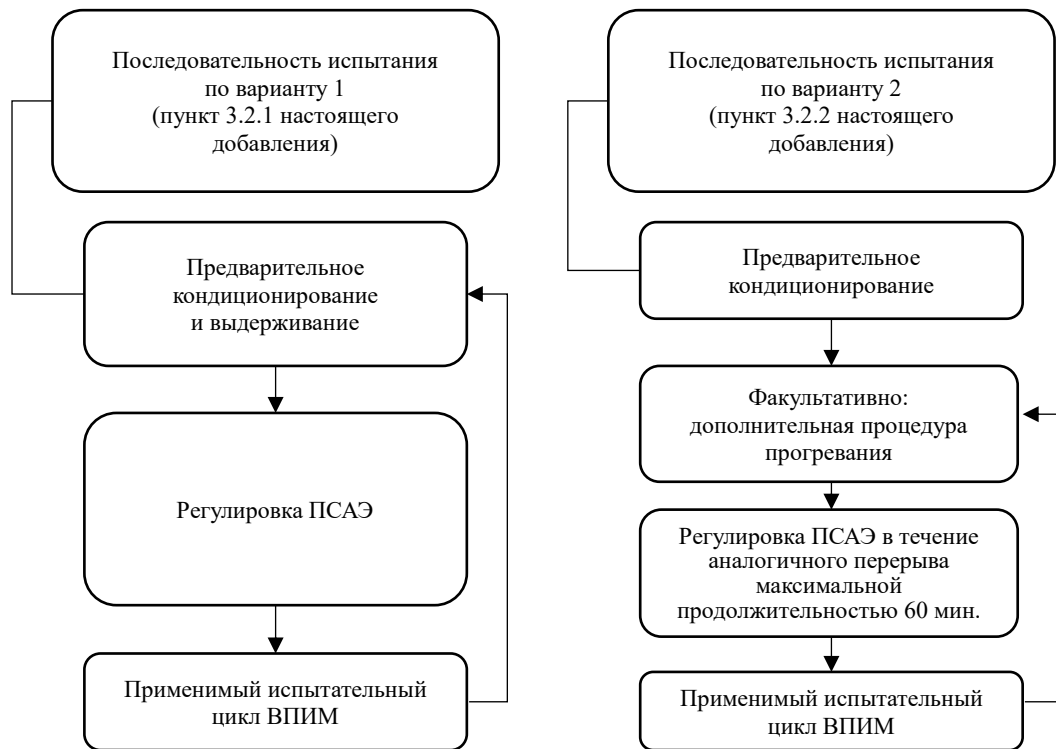 Последовательность испытания
по варианту 1
(пункт 3.2.1 настоящего
добавления)
Предварительное
кондиционирование
и выдерживание
Регулировка ПСАЭ
Применимый испытательный
цикл ВПИМ
Последовательность испытания
по варианту 2
(пункт 3.2.2 настоящего
добавления)
Предварительное
кондиционирование
Факультативно:
дополнительная процедура
прогревания
Регулировка ПСАЭ в течение
аналогичного перерыва
максимальной
продолжительностью 60 мин.
Применимый испытательный
цикл ВПИМ